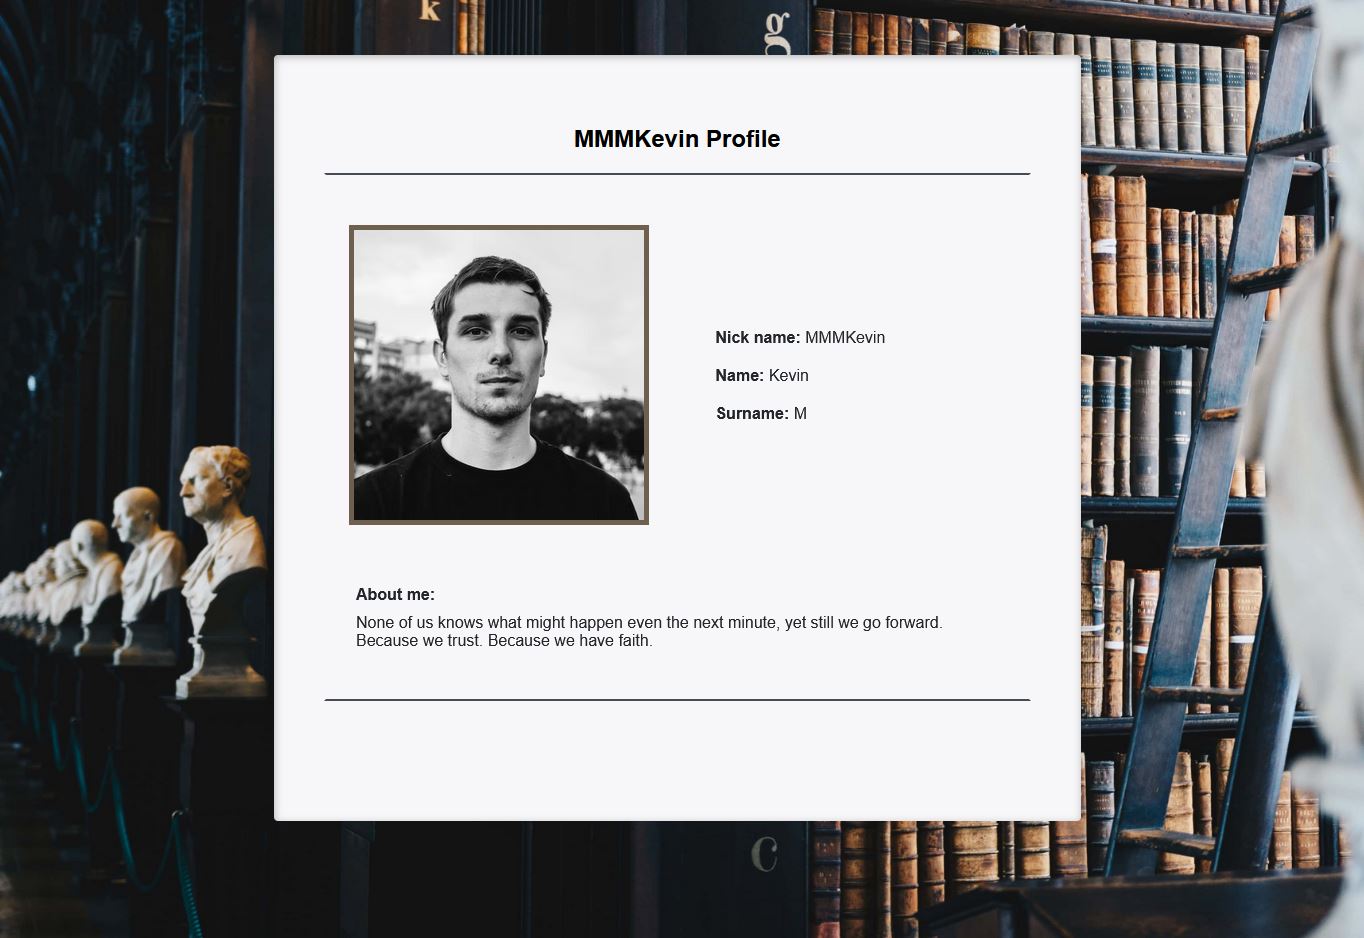 k
g
MMMKevin Profile
Nick name: MMMKevin
Name: Kevin
Surname: M
About me:
None of us knows what might happen even the next minute, yet still we go forward.
Because we trust. Because we have faith.
C